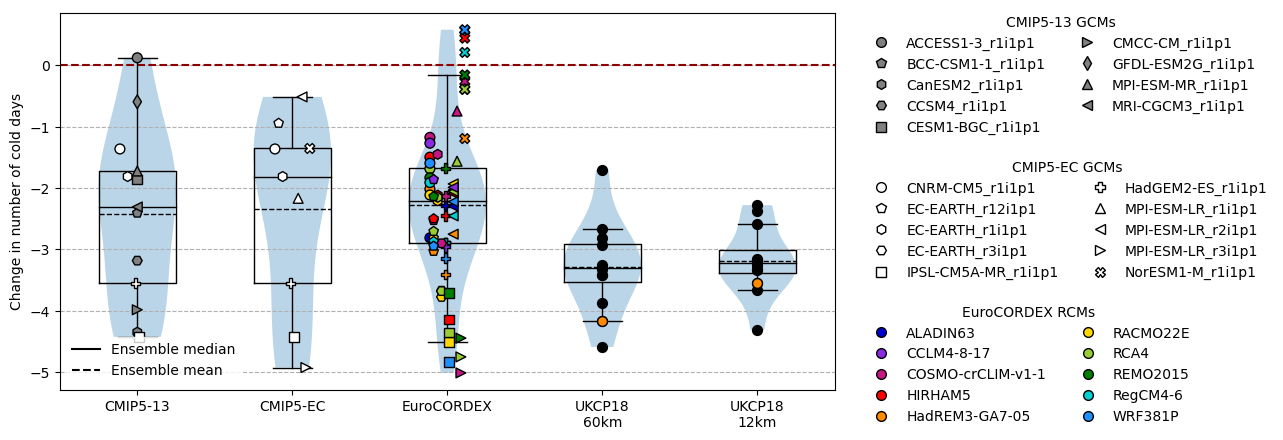 Change in number of cold days
0
−1
−2
−3
−4
−5
Ensemble median
Ensemble mean
CMIP5-13
CMIP5-EC
EuroCORDEX
UKCP18
60km
UKCP18
12km
CMIP5-13 GCMs
ACCESS1-3_r1i1p1
BCC-CSM1-1_r1i1p1
CanESM2_r1i1p1
CCSM4_r1i1p1
CESM1-BGC_r1i1p1
CMCC-CM_r1i1p1
GFDL-ESM2G_r1i1p1
MPI-ESM-MR_r1i1p1
MRI-CGCM3_r1i1p1
CMIP5-EC GCMs
CNRM-CM5_r1i1p1
EC-EARTH_r12i1p1
EC-EARTH_r1i1p1
EC-EARTH_r3i1p1
IPSL-CM5A-MR_r1i1p1
HadGEM2-ES_r1i1p1
MPI-ESM-LR_r1i1p1
MPI-ESM-LR_r2i1p1
MPI-ESM-LR_r3i1p1
NorESM1-M_r1i1p1
EuroCORDEX RCMs
ALADIN63
CCLM4-8-17
COSMO-crCLIM-v1-1
HIRHAM5
HadREM3-GA7-05
RACMO22E
RCA4
REMO2015
RegCM4-6
WRF381P